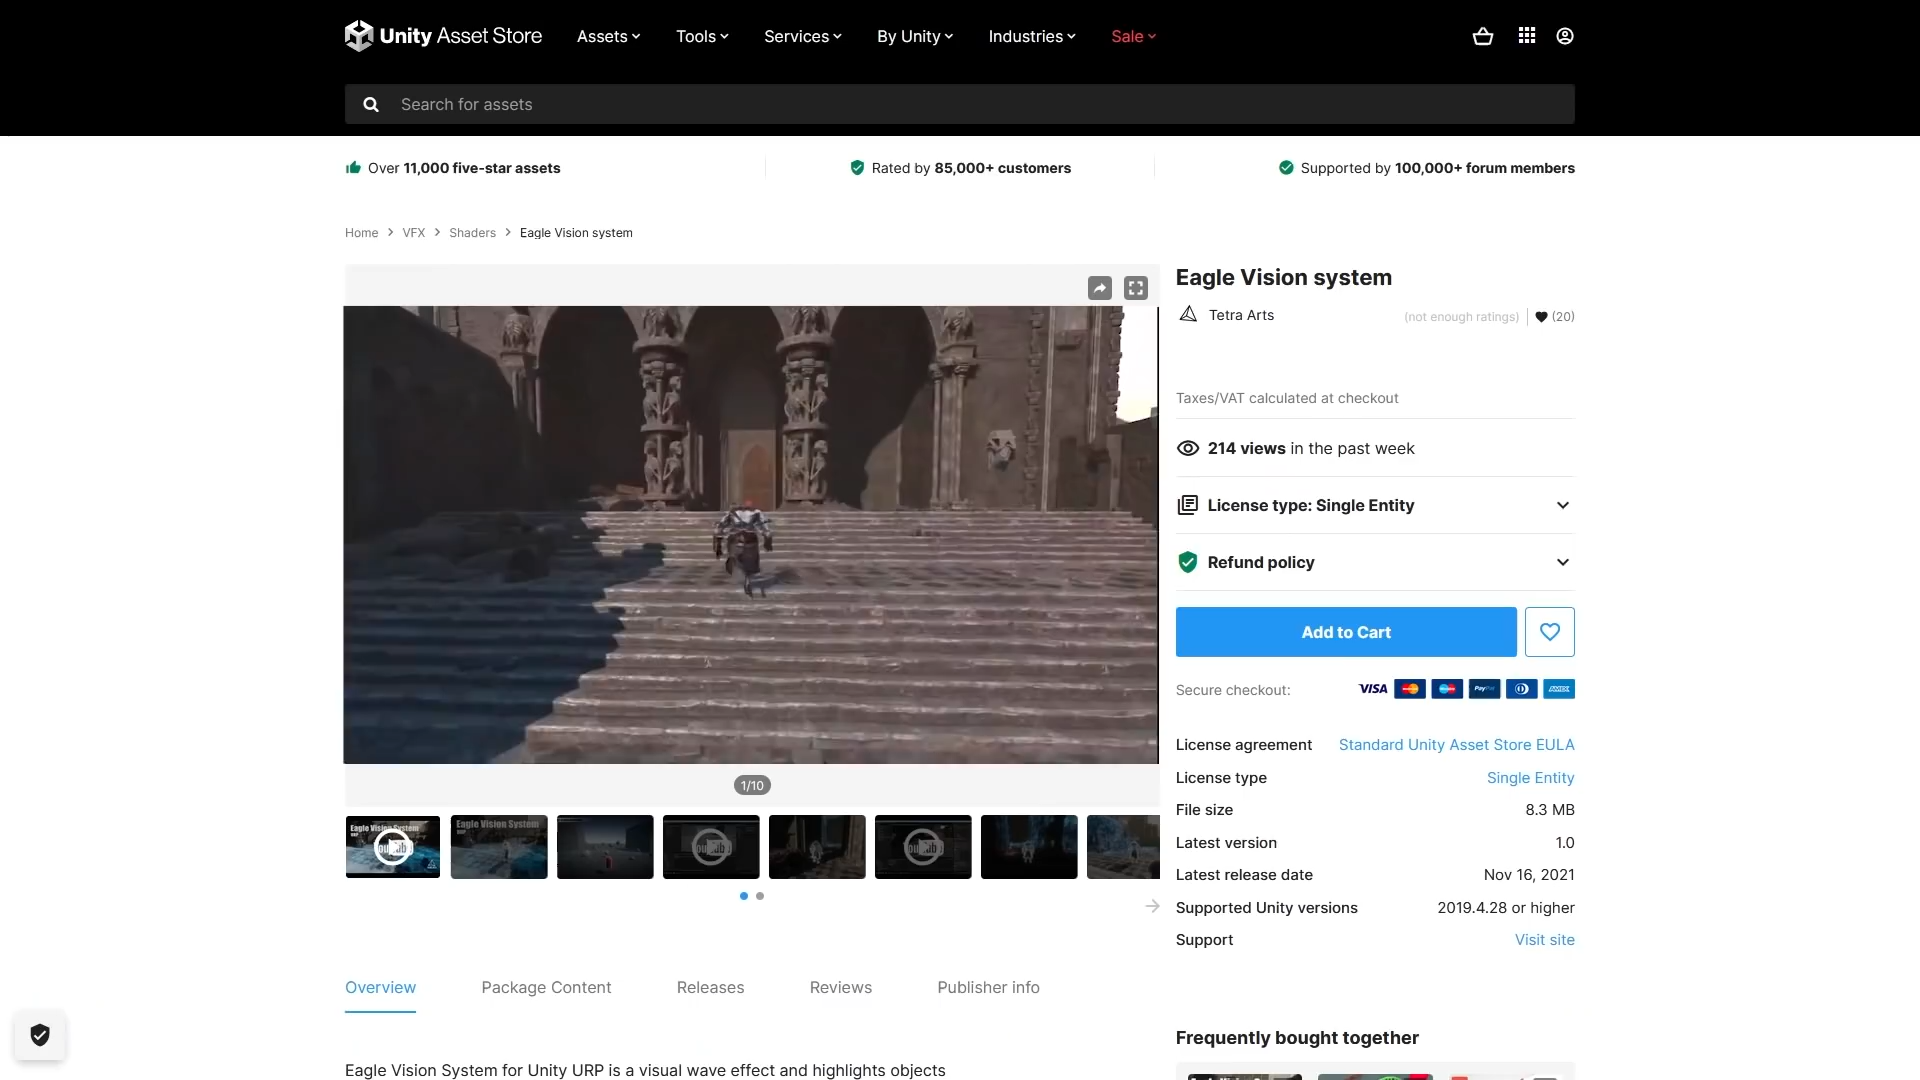 Unity Asset Store
Assets
Tools
Services
By Unity
Industries
Sale
Search for assets
Over 11,000 five-star assets
Rated by 85,000+ customers
Supported by 100,000+ forum members
Home > VFX > Shaders > Eagle Vision system
Eagle Vision system
Tetra Arts
(not enough ratings)
(20)
Taxes/VAT calculated at checkout
214 views in the past week
License type: Single Entity
Refund policy
Add to Cart
Secure checkout:
VISA
PayPal
AMEX
1/10
Eagle Vision System
URP
Eagle Vision System
URP
License agreement
Standard Unity Asset Store EULA
License type
Single Entity
File size
8.3 MB
Latest version
1.0
Latest release date
Nov 16, 2021
Supported Unity versions
2019.4.28 or higher
Support
Visit site
Overview
Package Content
Releases
Reviews
Publisher info
Eagle Vision System for Unity URP is a visual wave effect and highlights objects
Frequently bought together